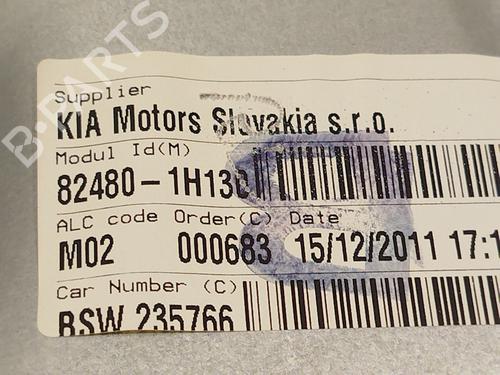 B-PARTS
Supplier
KIA Motors Slovakia s.r.o.
Modul Id(M)
82480-1H130
ALC code Order(C) Date
M02 000683 15/12/2011 17:1
Car Number (C)
BSW 235766